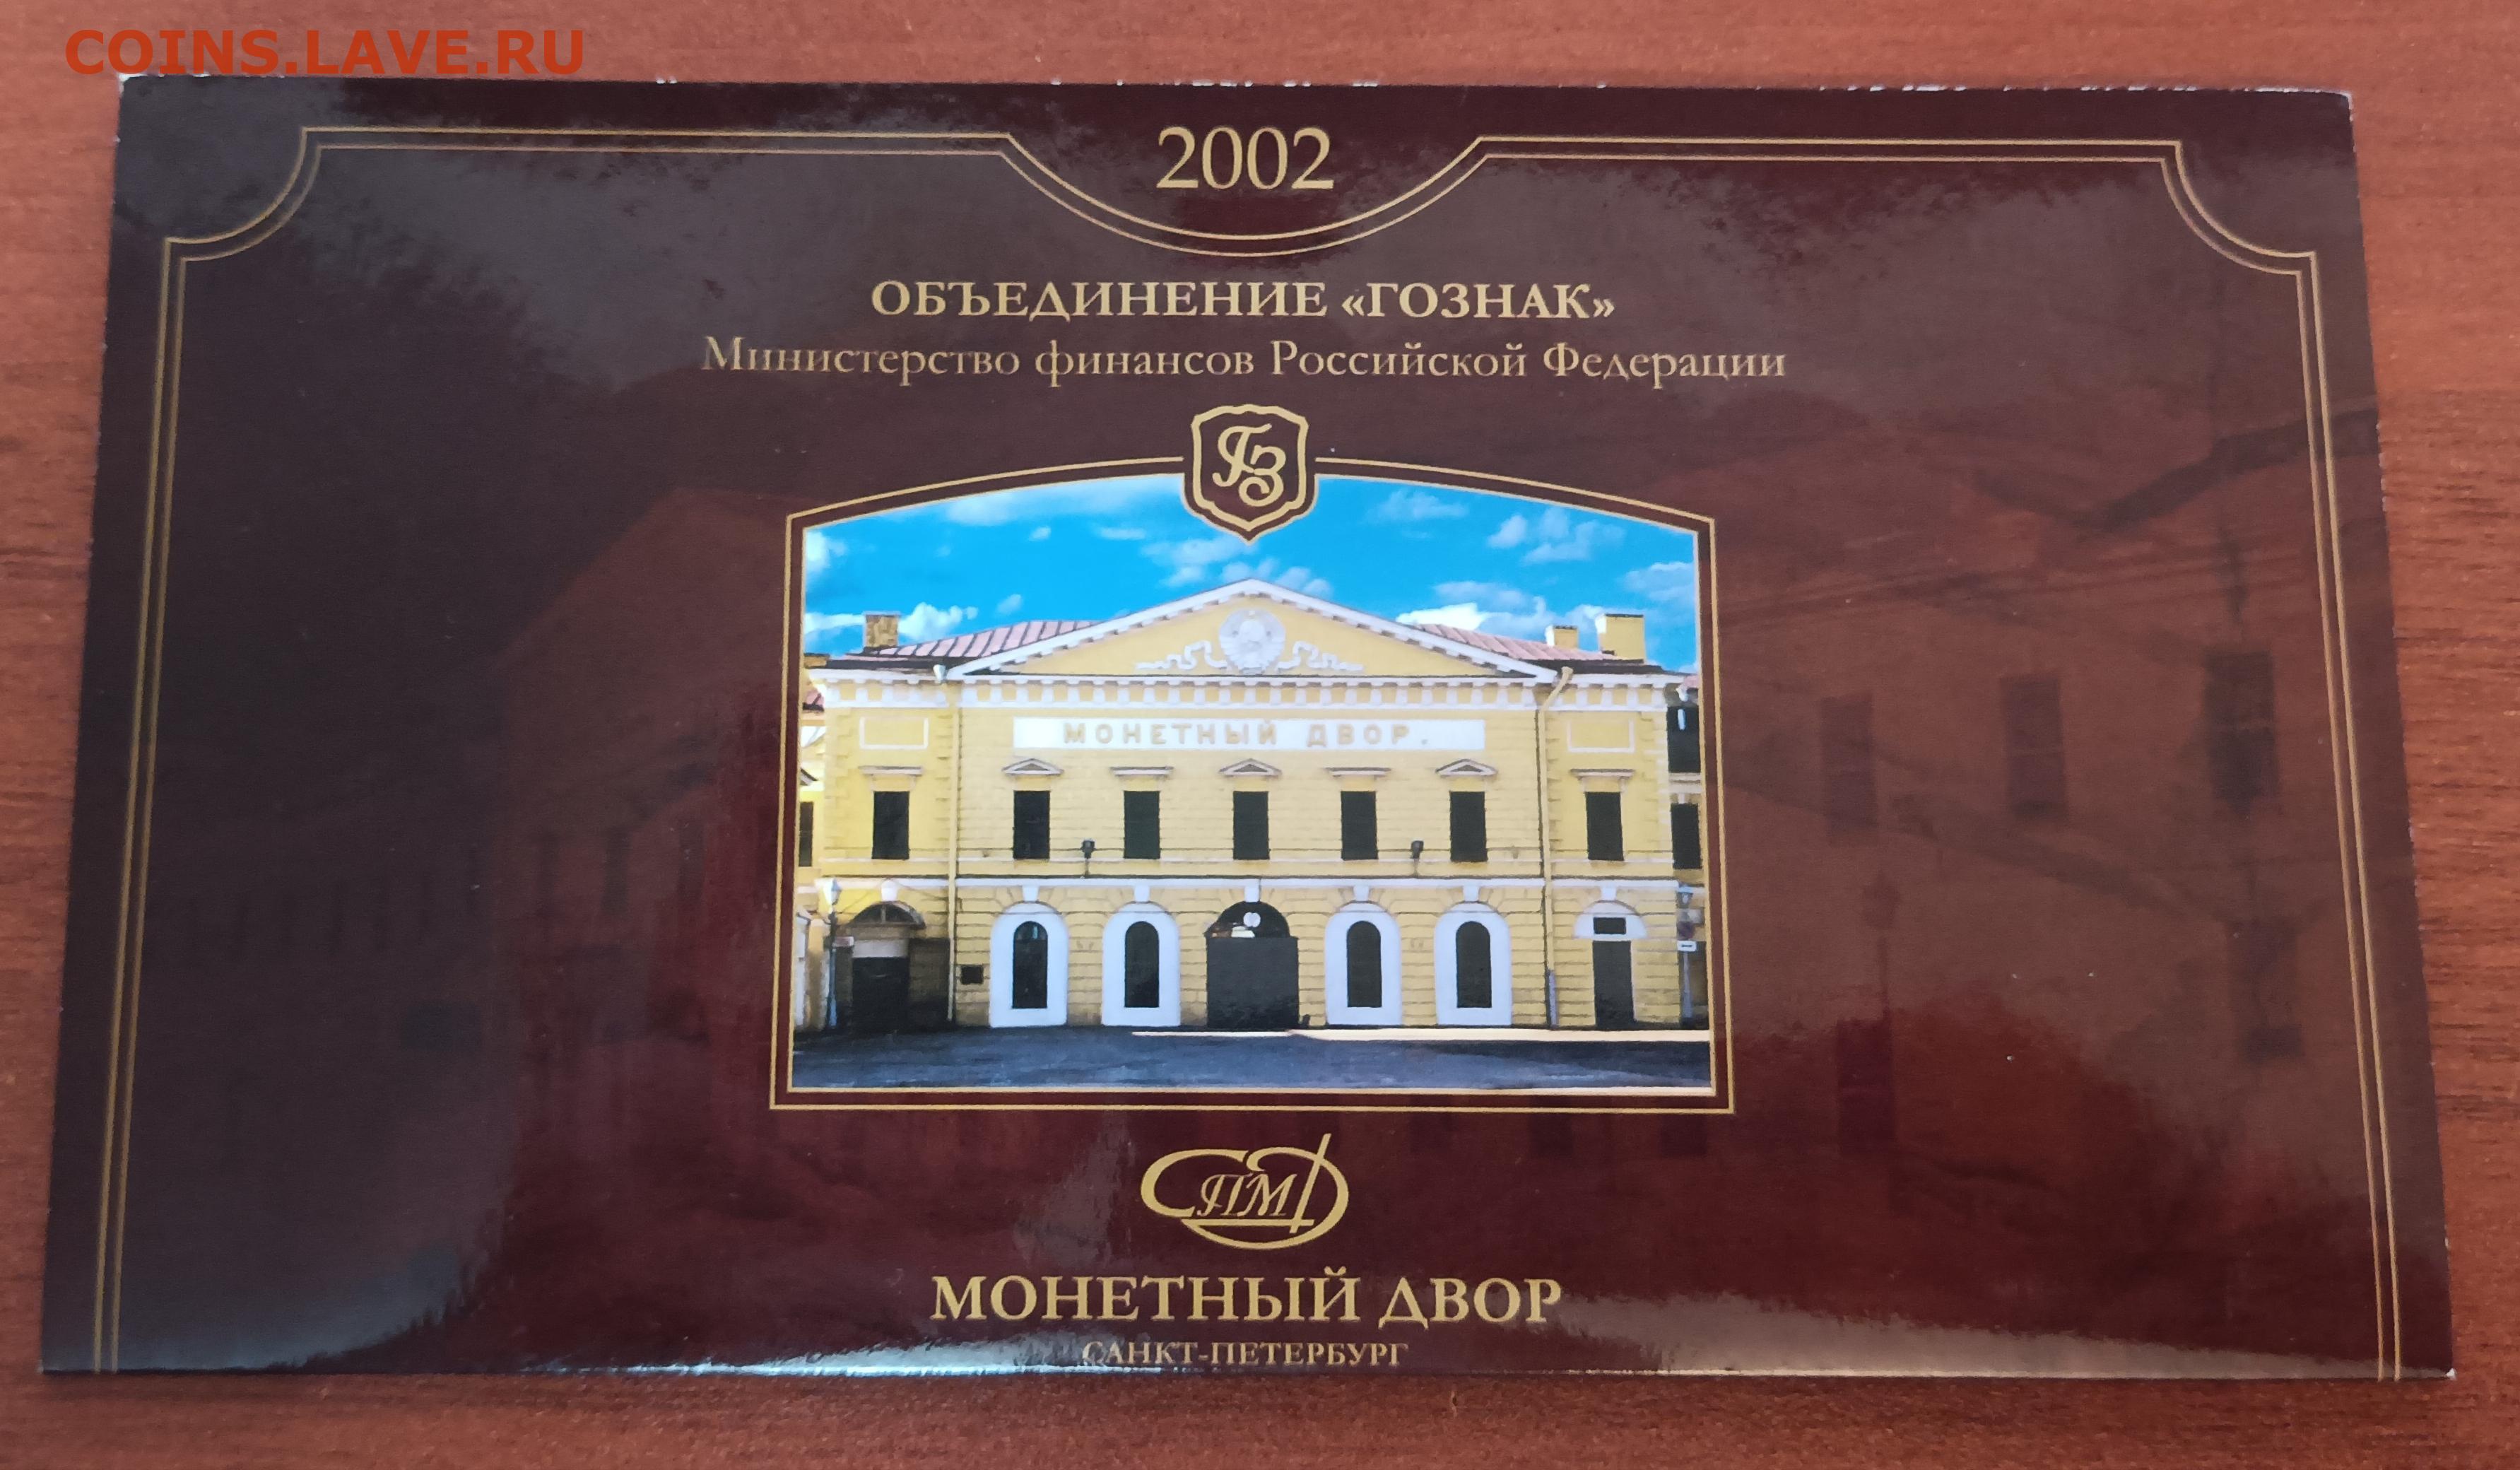 COINS.LAVE.RU
2002
ОБЪЕДИНЕНИЕ «ГОЗНАК»
Министерство финансов Российской Федерации
ГЗ
МОНЕТНЫЙ ДВОР.
СПМД
МОНЕТНЫЙ ДВОР
САНКТ-ПЕТЕРБУРГ